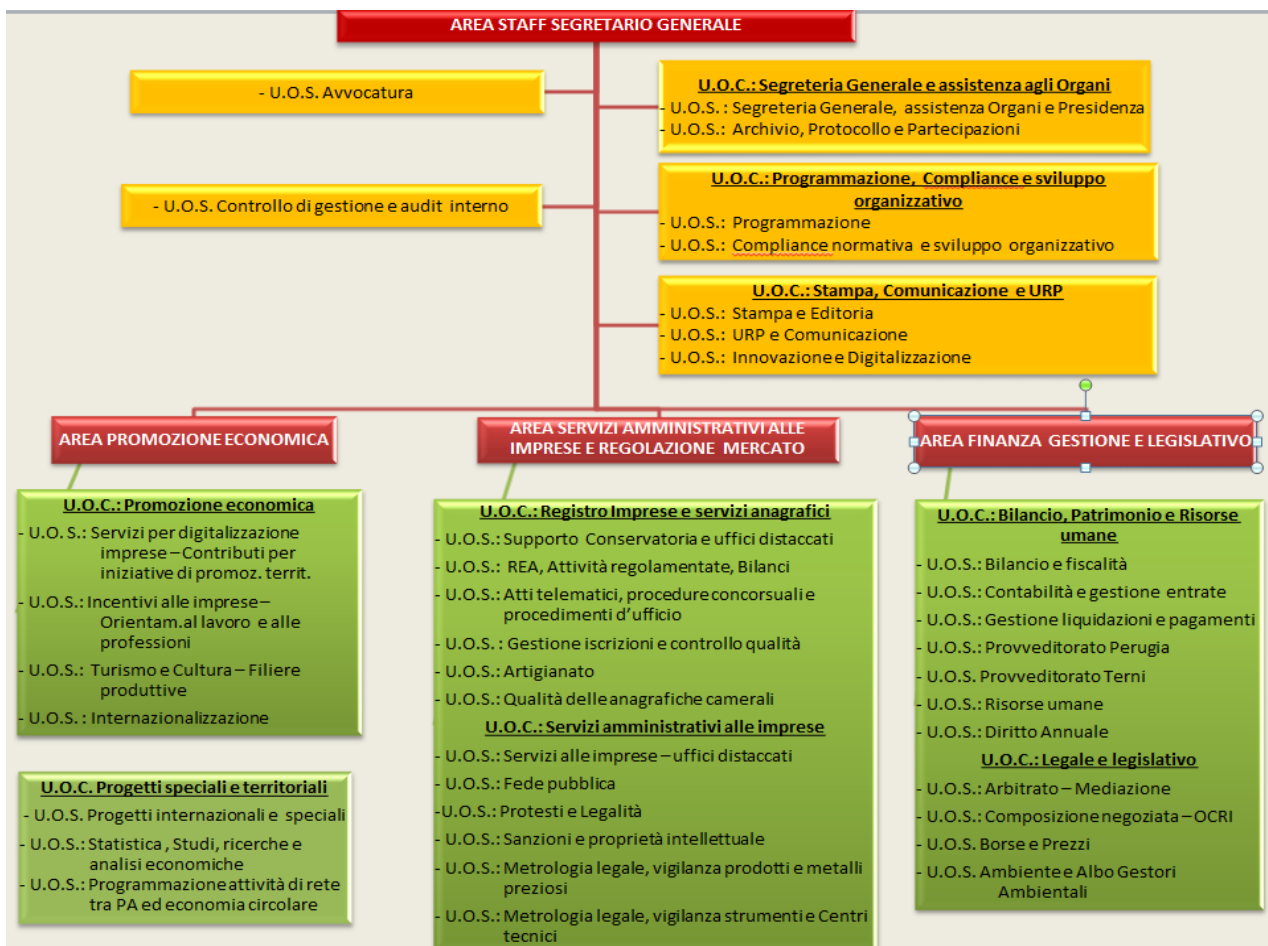 AREA STAFF SEGRETARIO GENERALE
- U.O.S. Avvocatura
U.O.C.: Segreteria Generale e assistenza agli Organi
- U.O.S. : Segreteria Generale, assistenza Organi e Presidenza
- U.O.S.: Archivio, Protocollo e Partecipazioni
- U.O.S. Controllo di gestione e audit interno
U.O.C.: Programmazione, Compliance e sviluppo
organizzativo
- U.O.S.: Programmazione
- U.O.S.: Compliance normativa e sviluppo organizzativo
U.O.C.: Stampa, Comunicazione e URP
- U.O.S.: Stampa e Editoria
- U.O.S.: URP e Comunicazione
- U.O.S.: Innovazione e Digitalizzazione
AREA PROMOZIONE ECONOMICA
U.O.C.: Promozione economica
- U.O. S.: Servizi per digitalizzazione
imprese – Contributi per
iniziative di promoz. territ.
- U.O.S.: Incentivi alle imprese –
Orientam.al lavoro e alle
professioni
- U.O.S.: Turismo e Cultura – Filiere
produttive
- U.O.S. : Internazionalizzazione
U.O.C. Progetti speciali e territoriali
- U.O.S. Progetti internazionali e speciali
- U.O.S.: Statistica , Studi, ricerche e
analisi economiche
- U.O.S.: Programmazione attività di rete
tra PA ed economia circolare
AREA SERVIZI AMMINISTRATIVI ALLE
IMPRESE E REGOLAZIONE MERCATO
U.O.C.: Registro Imprese e servizi anagrafici
- U.O.S.: Supporto Conservatoria e uffici distaccati
- U.O.S.: REA, Attività regolamentate, Bilanci
- U.O.S.: Atti telematici, procedure concorsuali e
procedimenti d’ufficio
- U.O.S. : Gestione iscrizioni e controllo qualità
- U.O.S.: Artigianato
- U.O.S.: Qualità delle anagrafiche camerali
U.O.C.: Servizi amministrativi alle imprese
- U.O.S.: Servizi alle imprese – uffici distaccati
- U.O.S.: Fede pubblica
-U.O.S.: Protesti e Legalità
- U.O.S.: Sanzioni e proprietà intellettuale
- U.O.S.: Metrologia legale, vigilanza prodotti e metalli
preziosi
- U.O.S.: Metrologia legale, vigilanza strumenti e Centri
tecnici
AREA FINANZA GESTIONE E LEGISLATIVO
U.O.C.: Bilancio, Patrimonio e Risorse
umane
- U.O.S.: Bilancio e fiscalità
- U.O.S.: Contabilità e gestione entrate
- U.O.S.: Gestione liquidazioni e pagamenti
- U.O.S.: Provveditorato Perugia
- U.O.S. Provveditorato Terni
- U.O.S.: Risorse umane
- U.O.S.: Diritto Annuale
U.O.C.: Legale e legislativo
- U.O.S.: Arbitrato – Mediazione
- U.O.S.: Composizione negoziata – OCRI
- U.O.S. Borse e Prezzi
- U.O.S. Ambiente e Albo Gestori
Ambientali